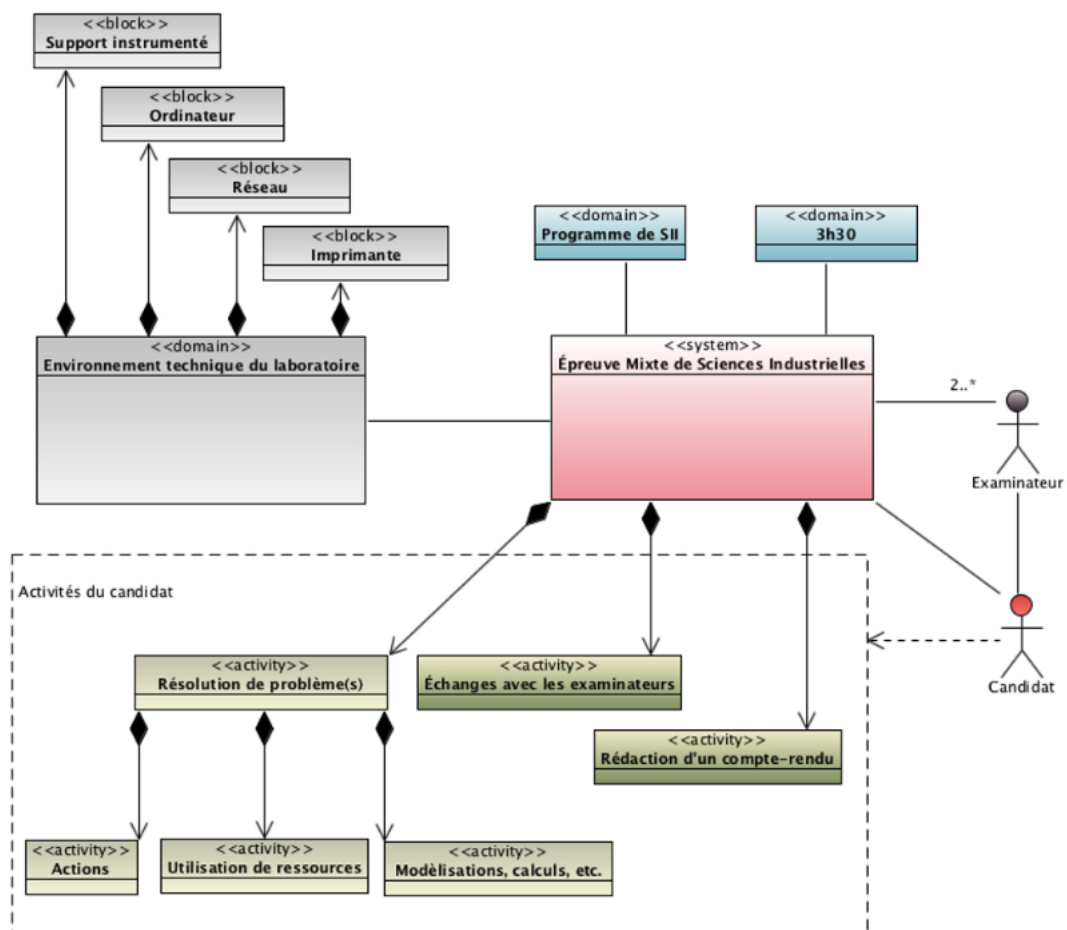 <<block>>
Support instrumenté
<<block>>
Ordinateur
<<block>>
Réseau
<<block>>
Imprimante
<<domain>>
Programme de SII
<<domain>>
3h30
<<domain>>
Environnement technique du laboratoire
<<system>>
Épreuve Mixte de Sciences Industrielles
2..*
Examinateur
Activités du candidat
Candidat
<<activity>>
Résolution de problème(s)
<<activity>>
Échanges avec les examinateurs
<<activity>>
Rédaction d'un compte-rendu
<<activity>>
Actions
<<activity>>
Utilisation de ressources
<<activity>>
Modèlisations, calculs, etc.